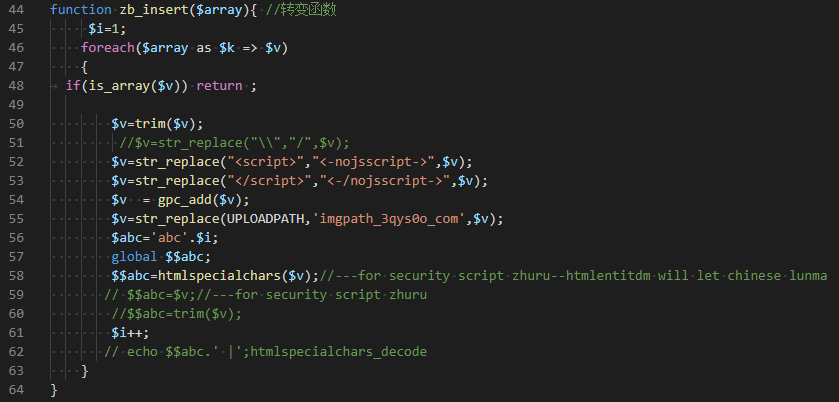 44 function zb_insert($array){ //转变函数
45 $i=1;
46 foreach($array as $k => $v)
47 {
48 if(is_array($v)) return ;
49
50 $v=trim($v);
51 //$v=str_replace("\\","/",$v);
52 $v=str_replace("<script>","<-nojsscript->",$v);
53 $v=str_replace("</script>","<-/nojsscript->",$v);
54 $v  = gpc_add($v);
55 $v=str_replace(UPLOADPATH,'imgpath_3qys0o_com',$v);
56 $abc='abc'.$i;
57 global $$abc;
58 $$abc=htmlspecialchars($v);//---for security script zhuru--htmlentitdm will let chinese lunma
59 // $$abc=$v;//---for security script zhuru
60 //$$abc=trim($v);
61 $i++;
62 // echo $$abc.' |';htmlspecialchars_decode
63 }
64 }